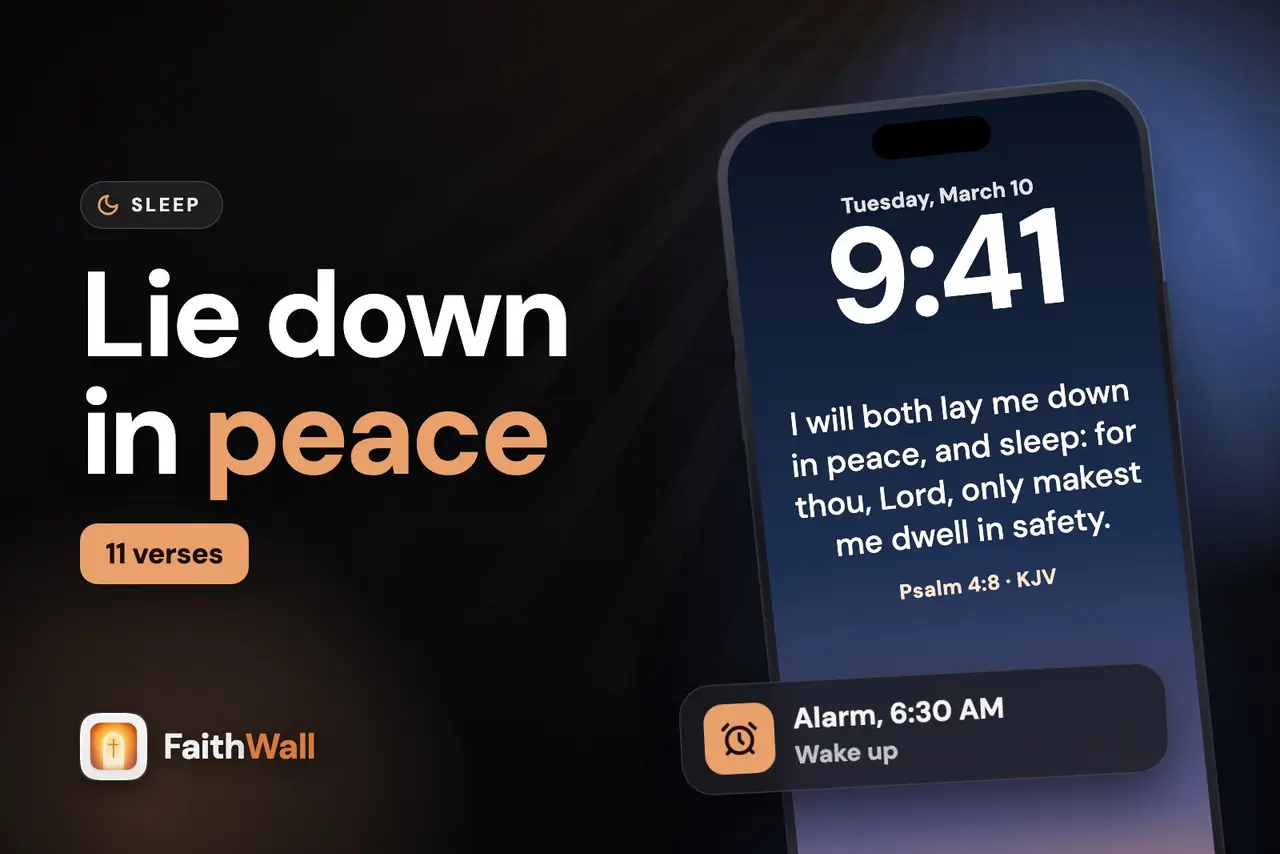 SLEEP
Lie down
in peace
11 verses
FaithWall
Tuesday, March 10
9:41
I will both lay me down
in peace, and sleep: for
thou, Lord, only makest
me dwell in safety.
Psalm 4:8 · KJV
Alarm, 6:30 AM
Wake up